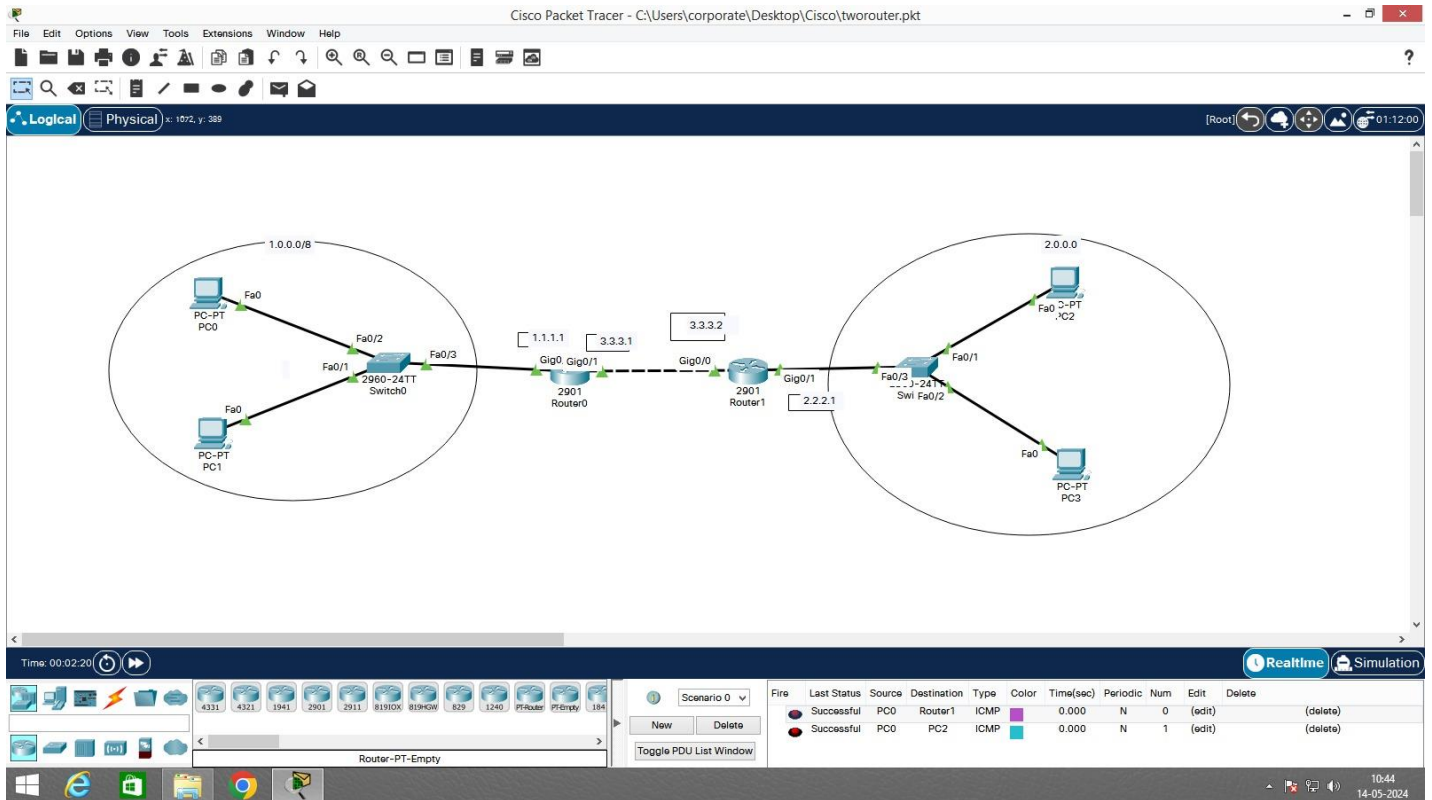 Cisco Packet Tracer - C:\Users\corporate\Desktop\Cisco\tworouter.pkt
File Edit Options View Tools Extensions Window Help
?
Logical Physical x: 1072, y: 389 [Root] 01:12:00
1.0.0.0/8
2.0.0.0
Fa0
PC-PT
PC0
Fa0/2
Fa0/1
Fa0/3
2960-24TT
Switch0
Fa0
PC-PT
PC1
1.1.1.1
3.3.3.1
Gig0, Gig0/1
2901
Router0
3.3.3.2
Gig0/0
2901
Router1
Gig0/1
2.2.2.1
Fa0/3
Fa0/1
-24TT
Swi Fa0/2
Fa0
-PT
PC2
Fa0
PC-PT
PC3
Time: 00:02:20 Realtime Simulation
4331 4321 1941 2901 2911 819IOX 819HGW 829 1240 PT-Router PT-Empty 184
Router-PT-Empty
Scenario 0
New Delete
Toggle PDU List Window
Fire Last Status Source Destination Type Color Time(sec) Periodic Num Edit Delete
Successful PC0 Router1 ICMP 0.000 N 0 (edit) (delete)
Successful PC0 PC2 ICMP 0.000 N 1 (edit) (delete)
10:44
14-05-2024